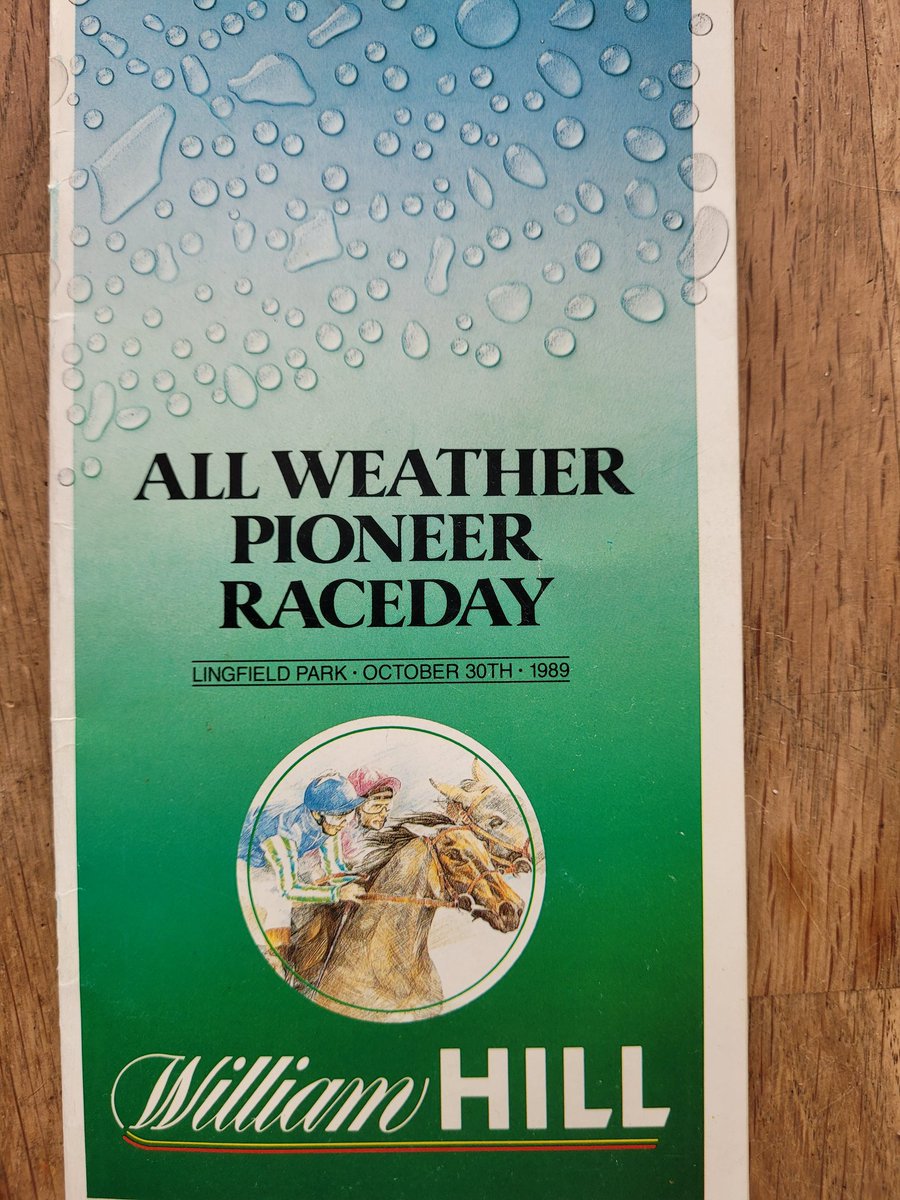 ALL WEATHER
PIONEER
RACEDAY
LINGFIELD PARK · OCTOBER 30TH · 1989
William HILL